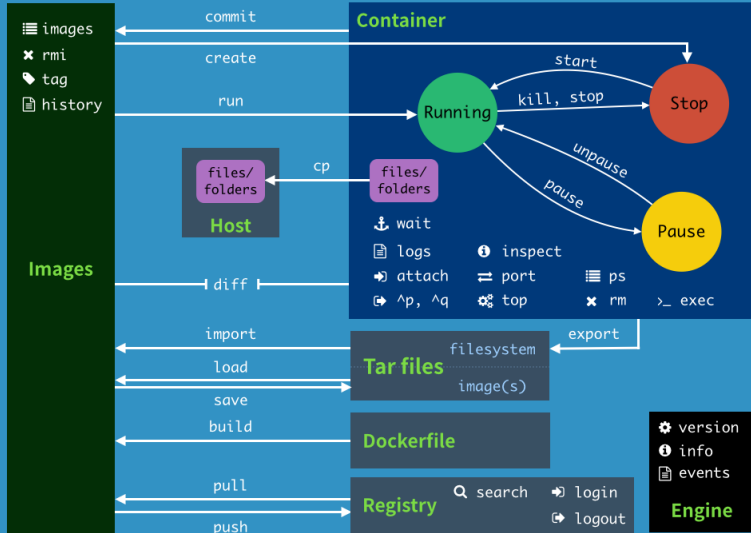 images
rmi
tag
history
Images
commit
create
run
cp
diff
import
load
save
build
pull
push
files/
folders
Host
Container
start
Running
kill, stop
Stop
unpause
pause
Pause
files/
folders
wait
logs
inspect
attach
port
ps
^p, ^q
top
rm
>_ exec
export
Tar files
filesystem
image(s)
Dockerfile
Registry
search
login
logout
version
info
events
Engine